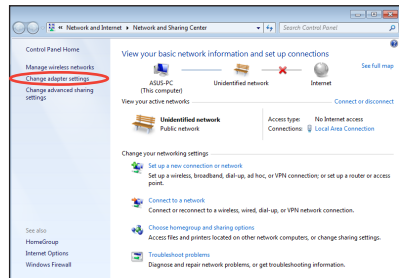 « Network and Internet ▸ Network and Sharing Center
Search Control Panel
Control Panel Home
Manage wireless networks
Change adapter settings
Change advanced sharing
settings
View your basic network information and set up connections
See full map
ASUS-PC
(This computer)
Unidentified network
Internet
View your active networks
Connect or disconnect
Unidentified network
Public network
Access type: No Internet access
Connections: Local Area Connection
Change your networking settings
Set up a new connection or network
Set up a wireless, broadband, dial-up, ad hoc, or VPN connection; or set up a router or access
point.
Connect to a network
Connect or reconnect to a wireless, wired, dial-up, or VPN network connection.
Choose homegroup and sharing options
Access files and printers located on other network computers, or change sharing settings.
Troubleshoot problems
Diagnose and repair network problems, or get troubleshooting information.
See also
HomeGroup
Internet Options
Windows Firewall